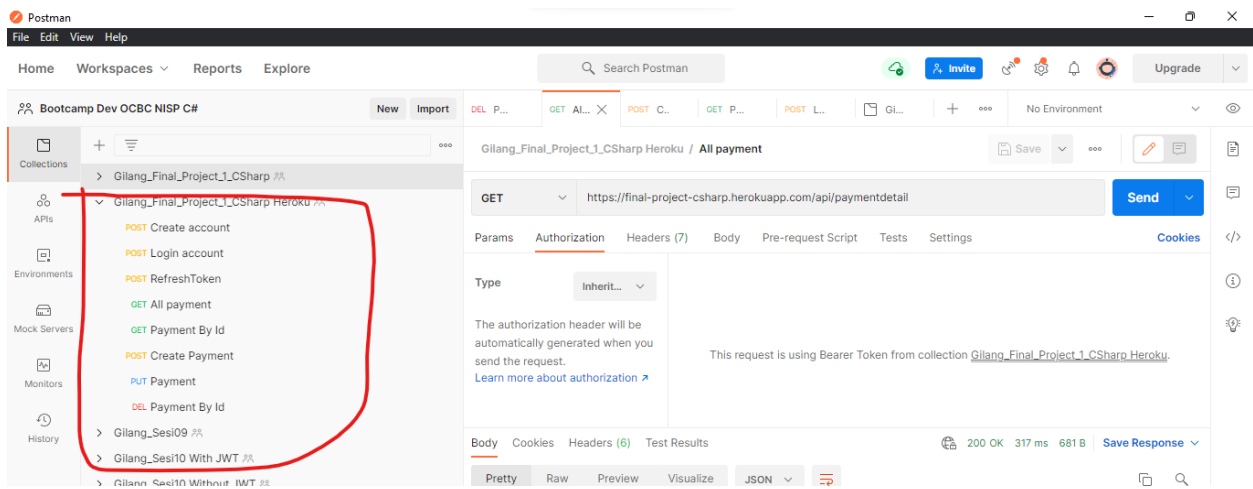 Postman
File Edit View Help
Home Workspaces Reports Explore Search Postman Invite Upgrade
Bootcamp Dev OCBC NISP C# New Import DEL P... GET Al... POST C.. GET P... POST L... Gi... No Environment
Collections
Gilang_Final_Project_1_CSharp Heroku / All payment Save
Gilang_Final_Project_1_CSharp
APIs
Gilang_Final_Project_1_CSharp Heroku
GET https://final-project-csharp.herokuapp.com/api/paymentdetail Send
POST Create account
Params Authorization Headers (7) Body Pre-request Script Tests Settings Cookies
POST Login account
Environments
POST RefreshToken
Type Inherit...
GET All payment
Mock Servers
GET Payment By Id
The authorization header will be
automatically generated when you
send the request.
Learn more about authorization
This request is using Bearer Token from collection Gilang_Final_Project_1_CSharp Heroku.
POST Create Payment
Monitors
PUT Payment
DEL Payment By Id
History
Gilang_Sesi09
Body Cookies Headers (6) Test Results 200 OK 317 ms 681 B Save Response
Gilang_Sesi10 With JWT
Gilang_Sesi10 Without JWT
Pretty Raw Preview Visualize JSON